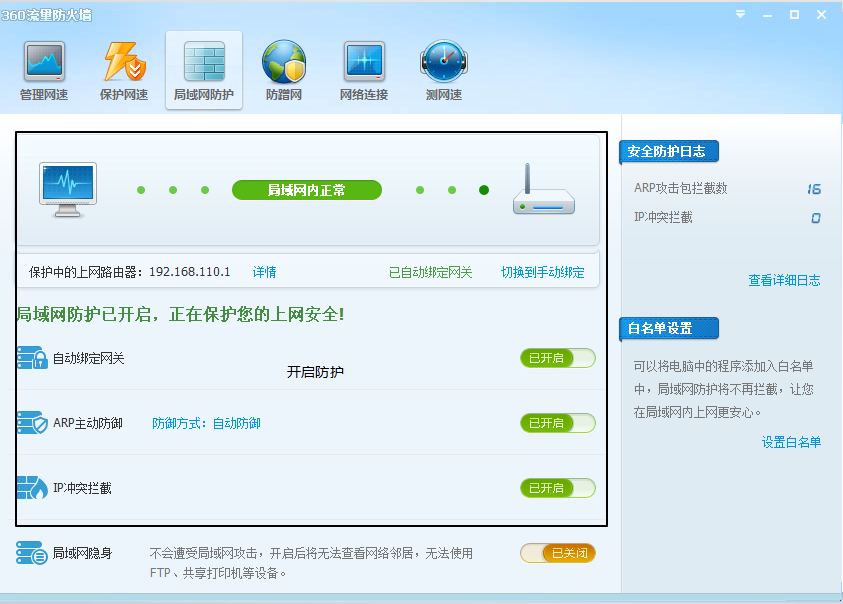 360流量防火墙
管理网速 保护网速 局域网防护 防蹭网 网络连接 测网速
局域网内正常
保护中的上网路由器：192.168.110.1 详情 已自动绑定网关 切换到手动绑定
局域网防护已开启，正在保护您的上网安全!
自动绑定网关 已开启
开启防护
ARP主动防御 防御方式：自动防御 已开启
IP冲突拦截 已开启
局域网隐身 不会遭受局域网攻击，开启后将无法查看网络邻居，无法使用 已关闭
FTP、共享打印机等设备。
安全防护日志
ARP攻击包拦截数 16
IP冲突拦截 0
查看详细日志
白名单设置
可以将电脑中的程序添加入白名单
中，局域网防护将不再拦截，让您
在局域网内上网更安心。
设置白名单